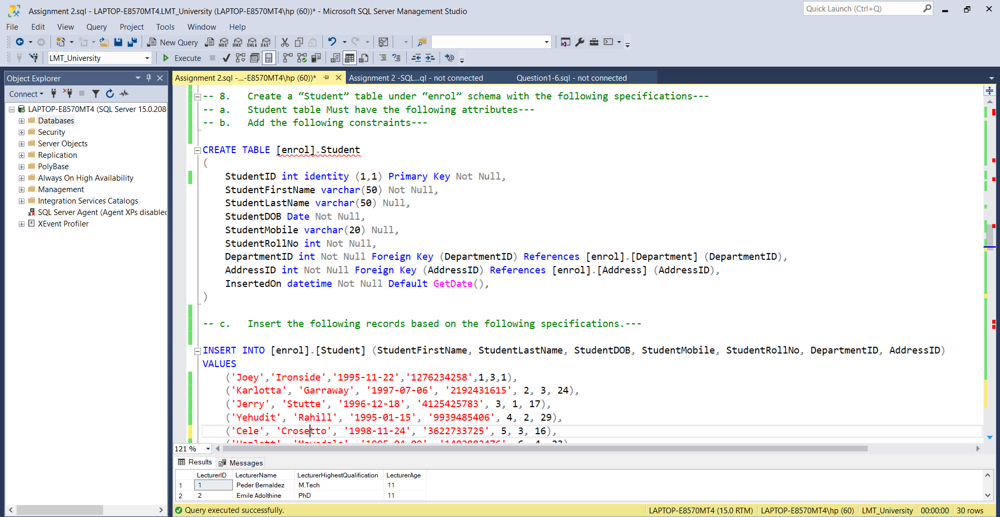 Assignment 2.sql - LAPTOP-E8570MT4.LMT_University (LAPTOP-E8570MT4\hp (60))* - Microsoft SQL Server Management Studio
Quick Launch (Ctrl+Q)
File Edit View Query Project Tools Window Help
New Query MDX DMX XMLA DAX
LMT_University Execute
Object Explorer
Connect
LAPTOP-E8570MT4 (SQL Server 15.0.208
Databases
Security
Server Objects
Replication
PolyBase
Always On High Availability
Management
Integration Services Catalogs
SQL Server Agent (Agent XPs disabled
XEvent Profiler
Assignment 2.sql -...-E8570MT4\hp (60))* Assignment 2 -SQL...ql - not connected Question1-6.sql - not connected
-- 8. Create a “Student” table under “enrol” schema with the following specifications---
-- a. Student table Must have the following attributes---
-- b. Add the following constraints---
CREATE TABLE [enrol].Student
(
StudentID int identity (1,1) Primary Key Not Null,
StudentFirstName varchar(50) Not Null,
StudentLastName varchar(50) Null,
StudentDOB Date Not Null,
StudentMobile varchar(20) Null,
StudentRollNo int Not Null,
DepartmentID int Not Null Foreign Key (DepartmentID) References [enrol].[Department] (DepartmentID),
AddressID int Not Null Foreign Key (AddressID) References [enrol].[Address] (AddressID),
InsertedOn datetime Not Null Default GetDate(),
)
-- c. Insert the following records based on the following specifications.---
INSERT INTO [enrol].[Student] (StudentFirstName, StudentLastName, StudentDOB, StudentMobile, StudentRollNo, DepartmentID, AddressID)
VALUES
('Joey','Ironside','1995-11-22','1276234258',1,3,1),
('Karlotta', 'Garraway', '1997-07-06', '2192431615', 2, 3, 24),
('Jerry', 'Stutte', '1996-12-18', '4125425783', 3, 1, 17),
('Yehudit', 'Rahill', '1995-01-15', '9939485406', 4, 2, 29),
('Cele', 'Crosetto', '1998-11-24', '3622733725', 5, 3, 16),
121 %
Results Messages
LecturerID LecturerName LecturerHighestQualification LecturerAge
1 1 Peder Bernaldez M.Tech 11
2 2 Emile Adolthine PhD 11
Query executed successfully. LAPTOP-E8570MT4 (15.0 RTM) LAPTOP-E8570MT4\hp (60) LMT_University 00:00:00 30 rows